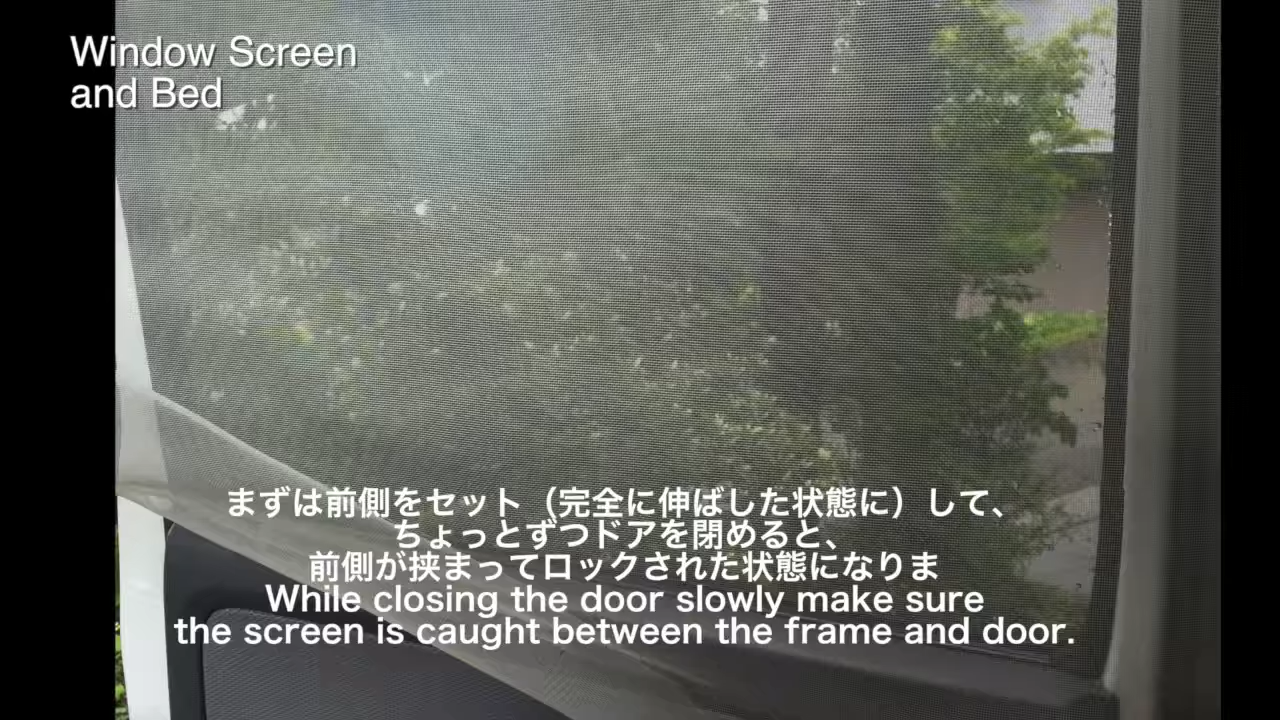 Window Screen
and Bed
まずは前側をセット（完全に伸ばした状態に）して、
ちょっとずつドアを閉めると、
前側が挟まってロックされた状態になりま
While closing the door slowly make sure
the screen is caught between the frame and door.